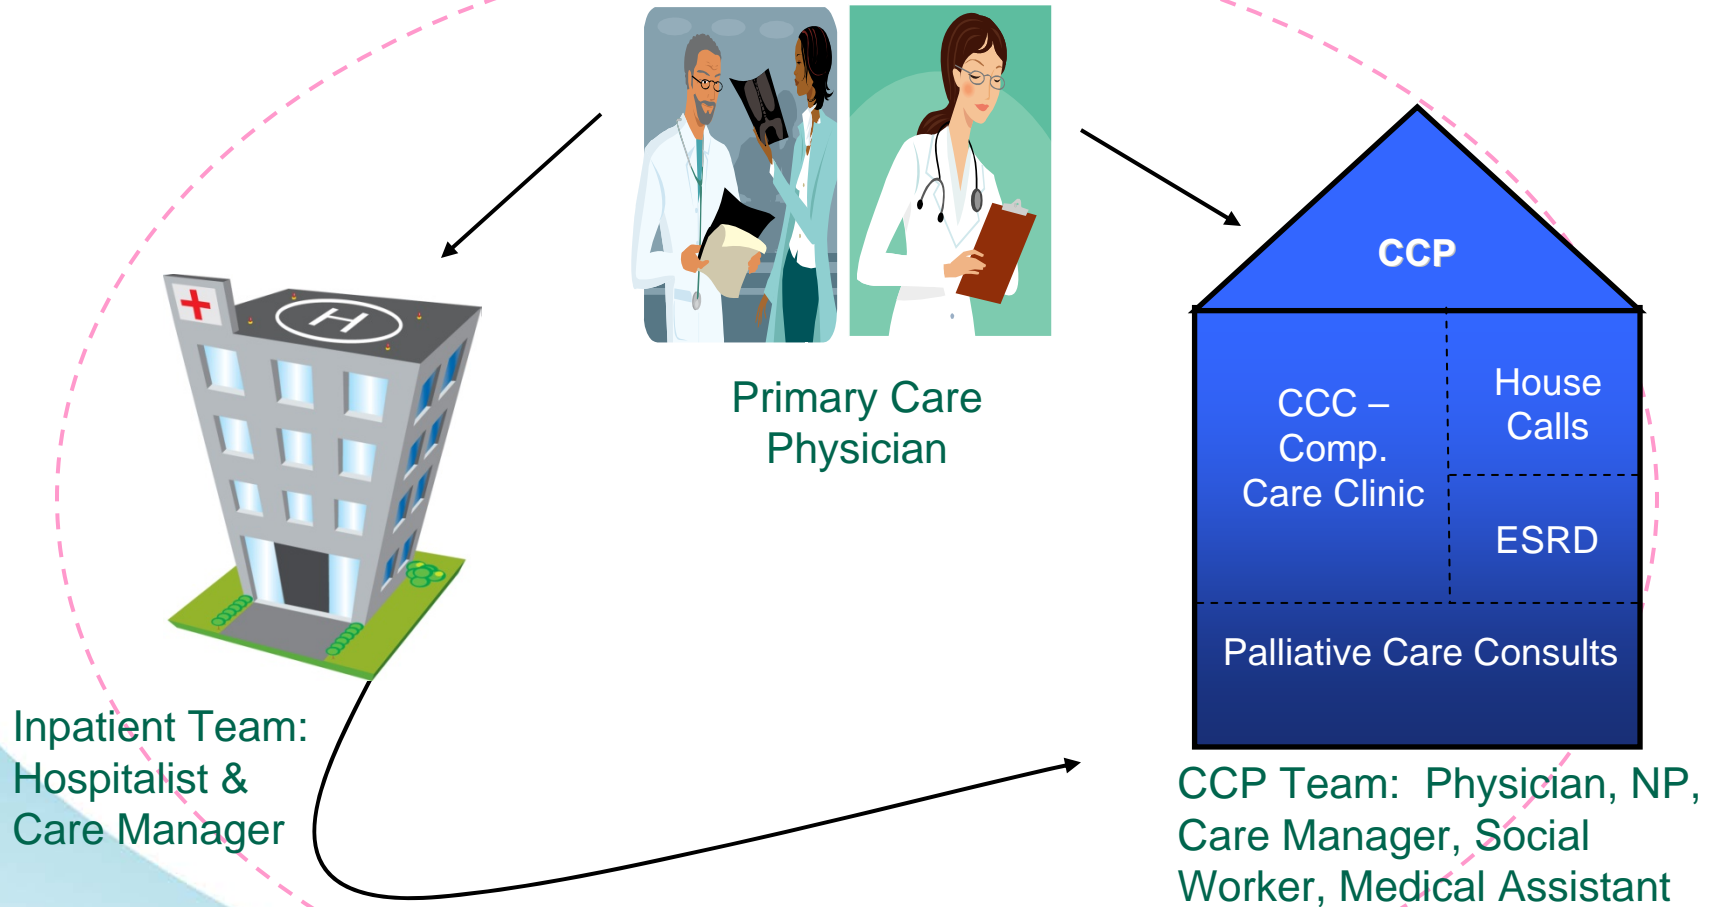 CCP
H
Primary Care
Physician
CCC –
Comp.
Care Clinic
House
Calls
ESRD
Palliative Care Consults
Inpatient Team:
Hospitalist &
Care Manager
CCP Team:  Physician, NP,
Care Manager, Social
Worker, Medical Assistant